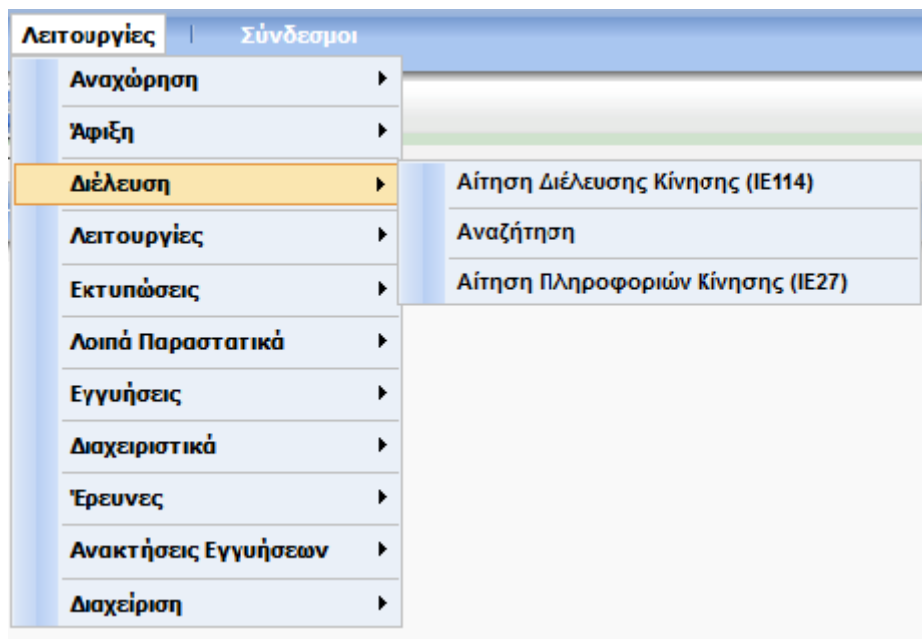 Λειτουργίες | Σύνδεσμοι
Αναχώρηση
Άφιξη
Διέλευση
Αίτηση Διέλευσης Κίνησης (IE114)
Αναζήτηση
Αίτηση Πληροφοριών Κίνησης (IE27)
Λειτουργίες
Εκτυπώσεις
Λοιπά Παραστατικά
Εγγυήσεις
Διαχειριστικά
Έρευνες
Ανακτήσεις Εγγυήσεων
Διαχείριση